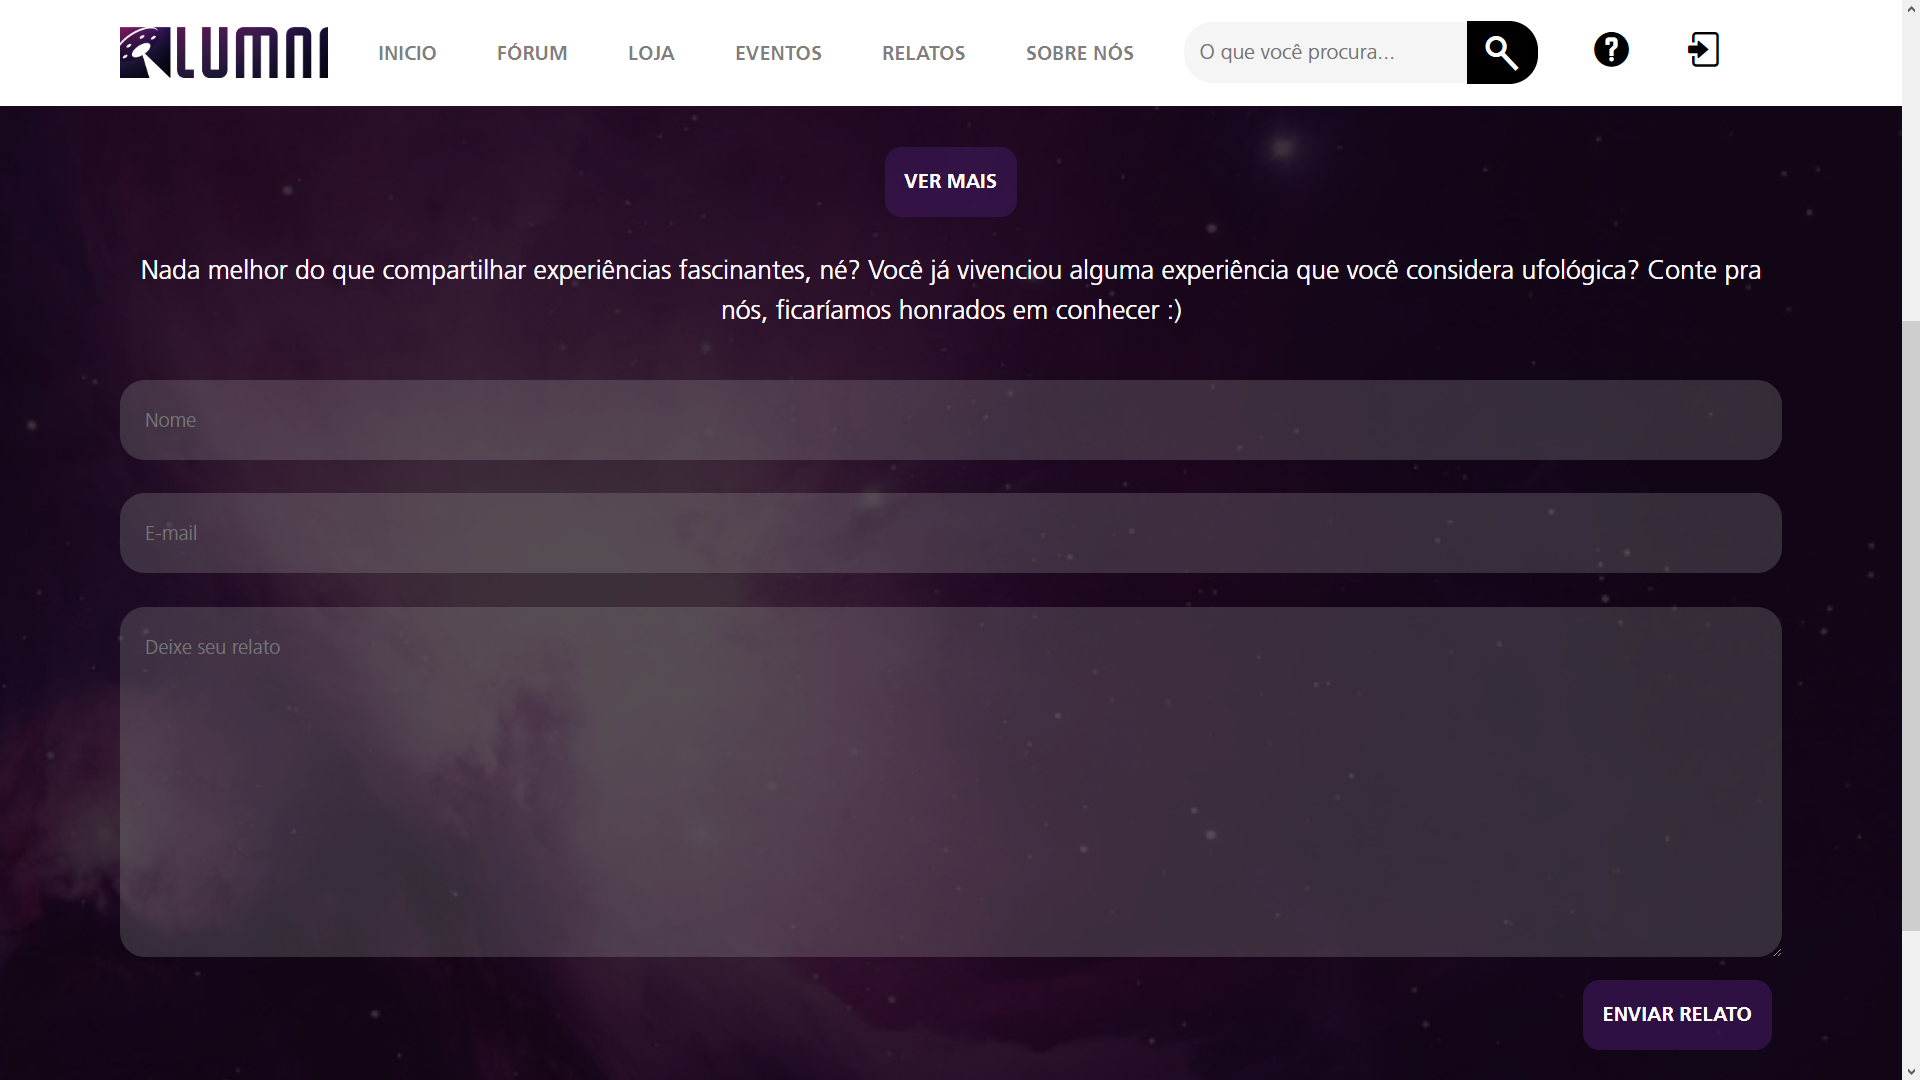 LUMNI
INICIO
FÓRUM
LOJA
EVENTOS
RELATOS
SOBRE NÓS
O que você procura...
VER MAIS
Nada melhor do que compartilhar experiências fascinantes, né? Você já vivenciou alguma experiência que você considera ufológica? Conte pra
nós, ficaríamos honrados em conhecer :)
Nome
E-mail
Deixe seu relato
ENVIAR RELATO